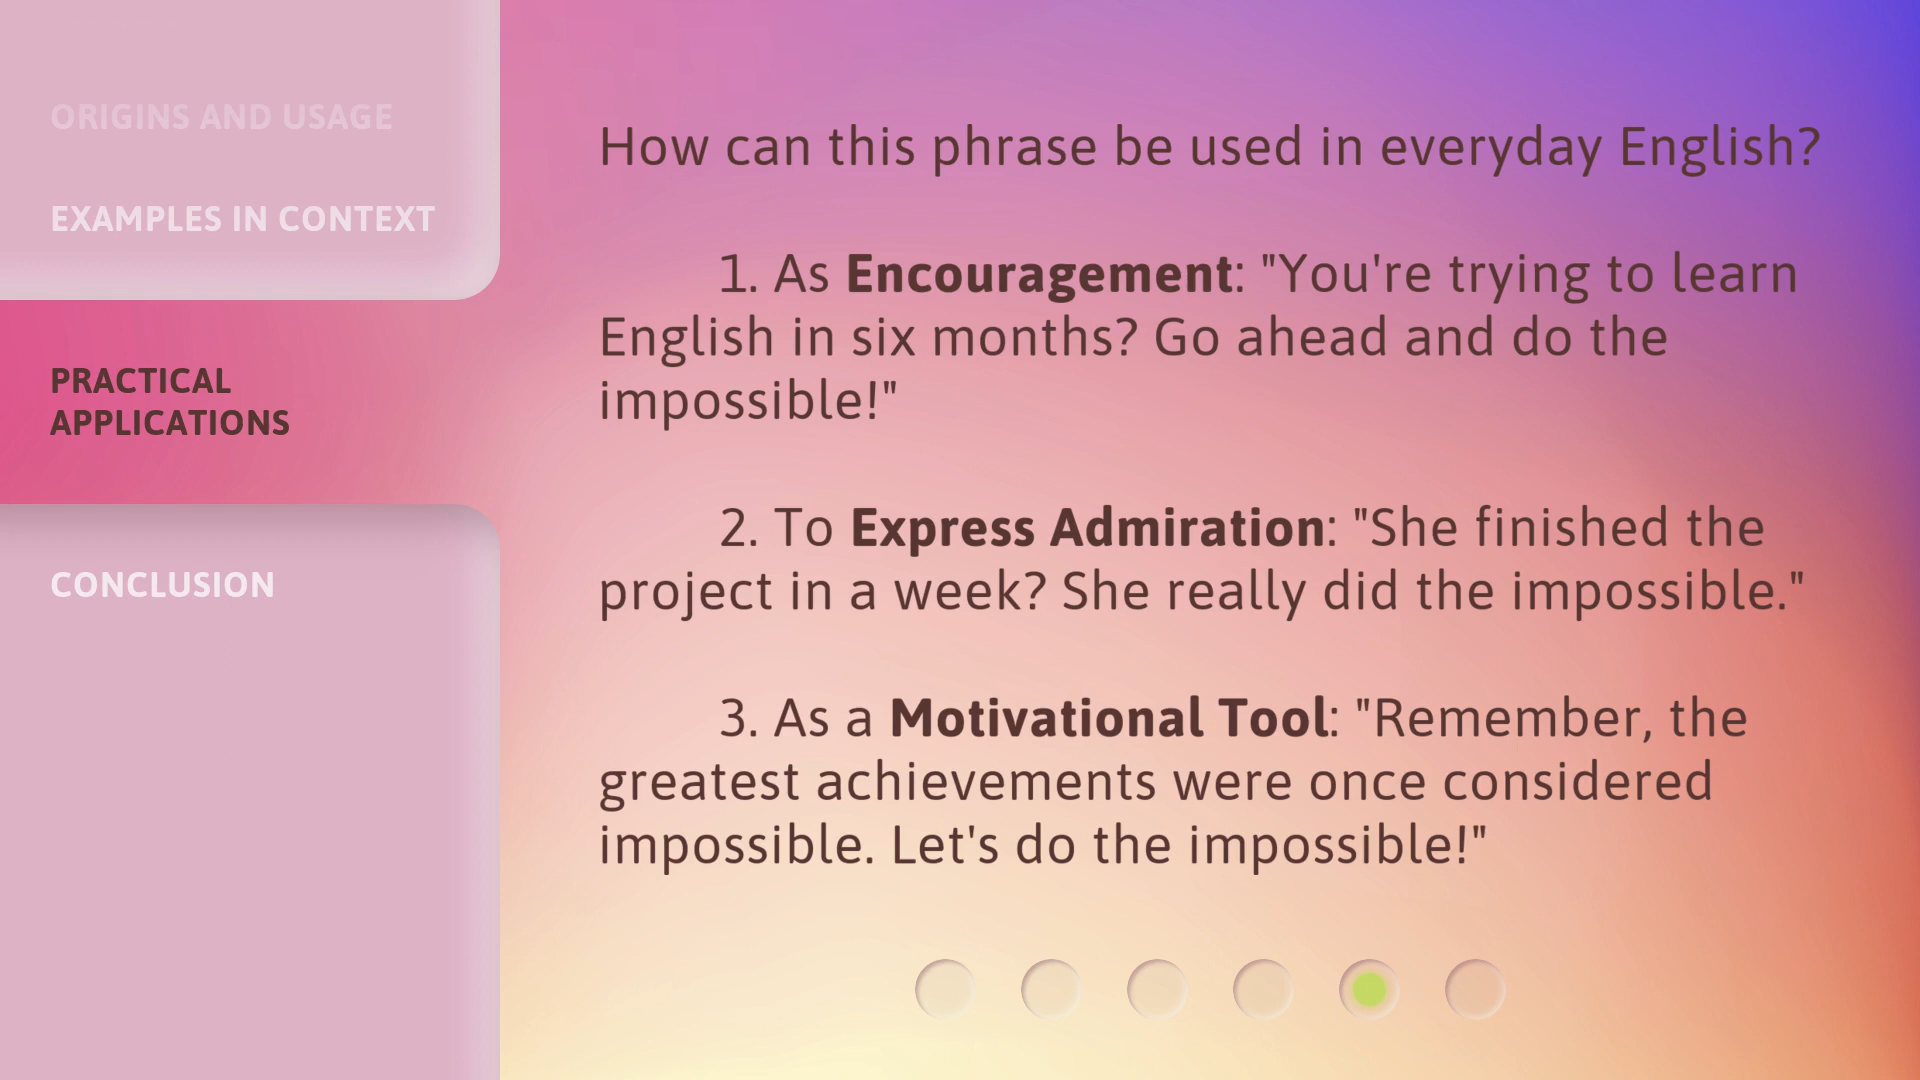 ORIGINS AND USAGE
EXAMPLES IN CONTEXT
PRACTICAL
APPLICATIONS
CONCLUSION
How can this phrase be used in everyday English?
1. As Encouragement: "You're trying to learn
English in six months? Go ahead and do the
impossible!"
2. To Express Admiration: "She finished the
project in a week? She really did the impossible."
3. As a Motivational Tool: "Remember, the
greatest achievements were once considered
impossible. Let's do the impossible!"